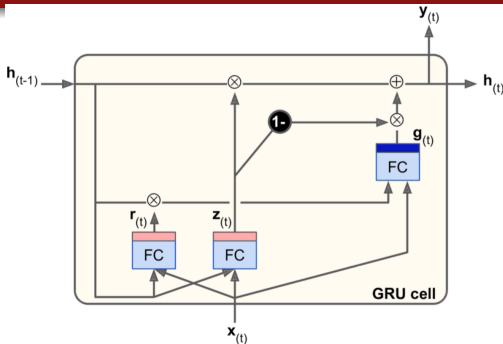 y(t)
h(t-1)
⊗
⊕
h(t)
1-
⊗
g(t)
FC
⊗
r(t)
z(t)
FC
FC
GRU cell
x(t)